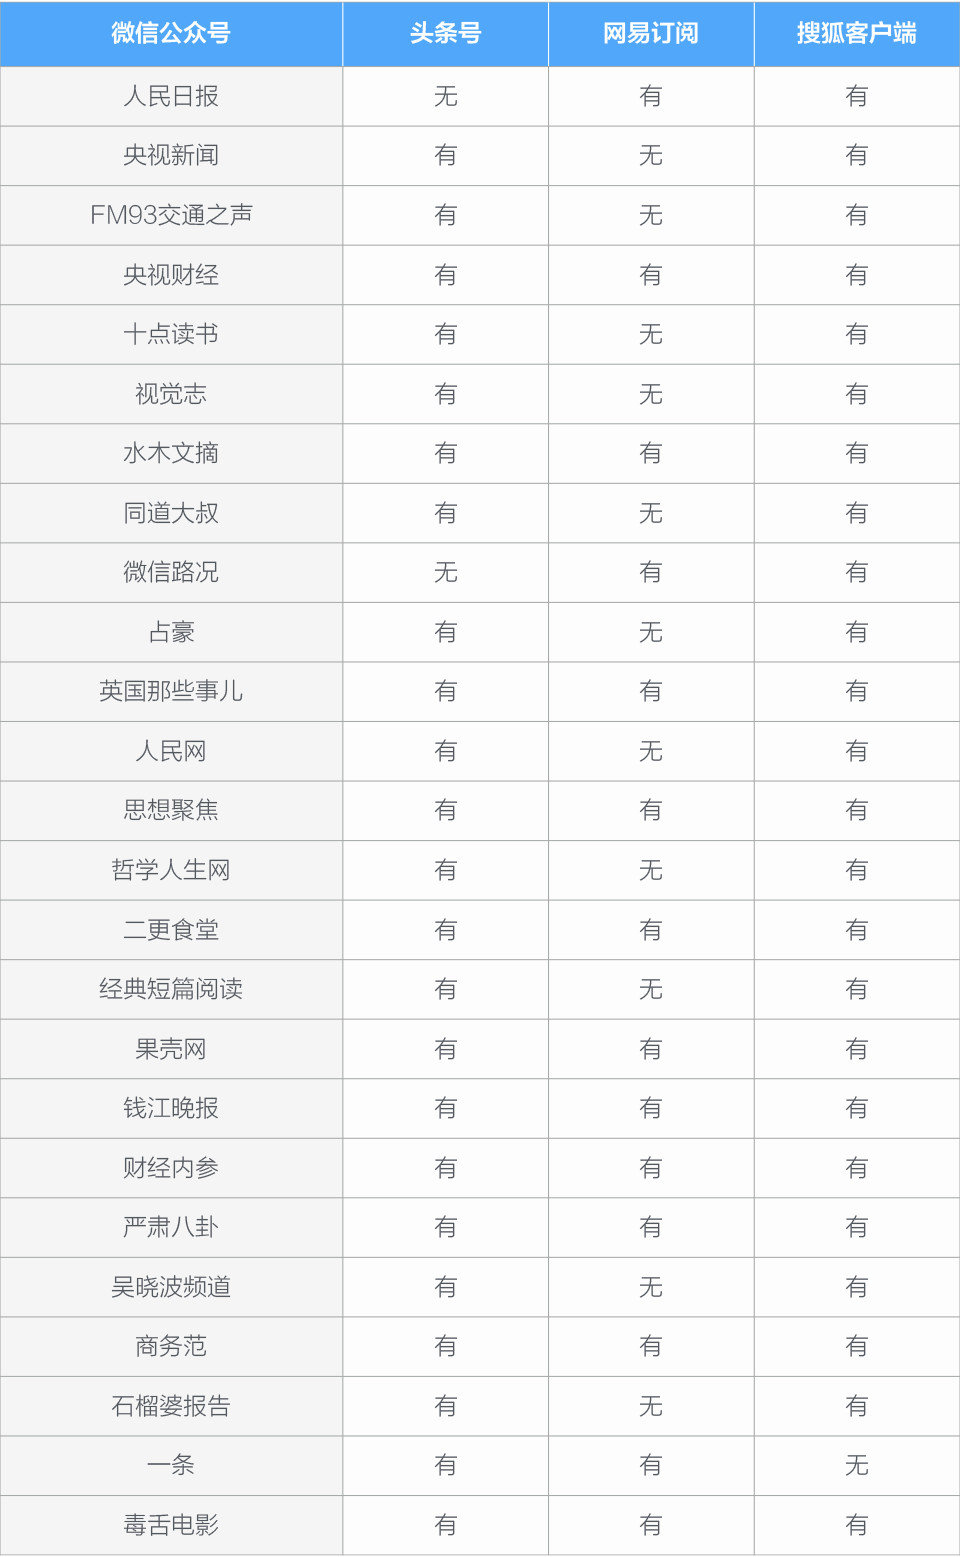 微信公众号 头条号 网易订阅 搜狐客户端
人民日报 无 有 有
央视新闻 有 无 有
FM93交通之声 有 无 有
央视财经 有 有 有
十点读书 有 无 有
视觉志 有 无 有
水木文摘 有 有 有
同道大叔 有 无 有
微信路况 无 有 有
占豪 有 无 有
英国那些事儿 有 有 有
人民网 有 无 有
思想聚焦 有 有 有
哲学人生网 有 无 有
二更食堂 有 有 有
经典短篇阅读 有 无 有
果壳网 有 有 有
钱江晚报 有 有 有
财经内参 有 有 有
严肃八卦 有 有 有
吴晓波频道 有 无 有
商务范 有 有 有
石榴婆报告 有 无 有
一条 有 有 无
毒舌电影 有 有 有